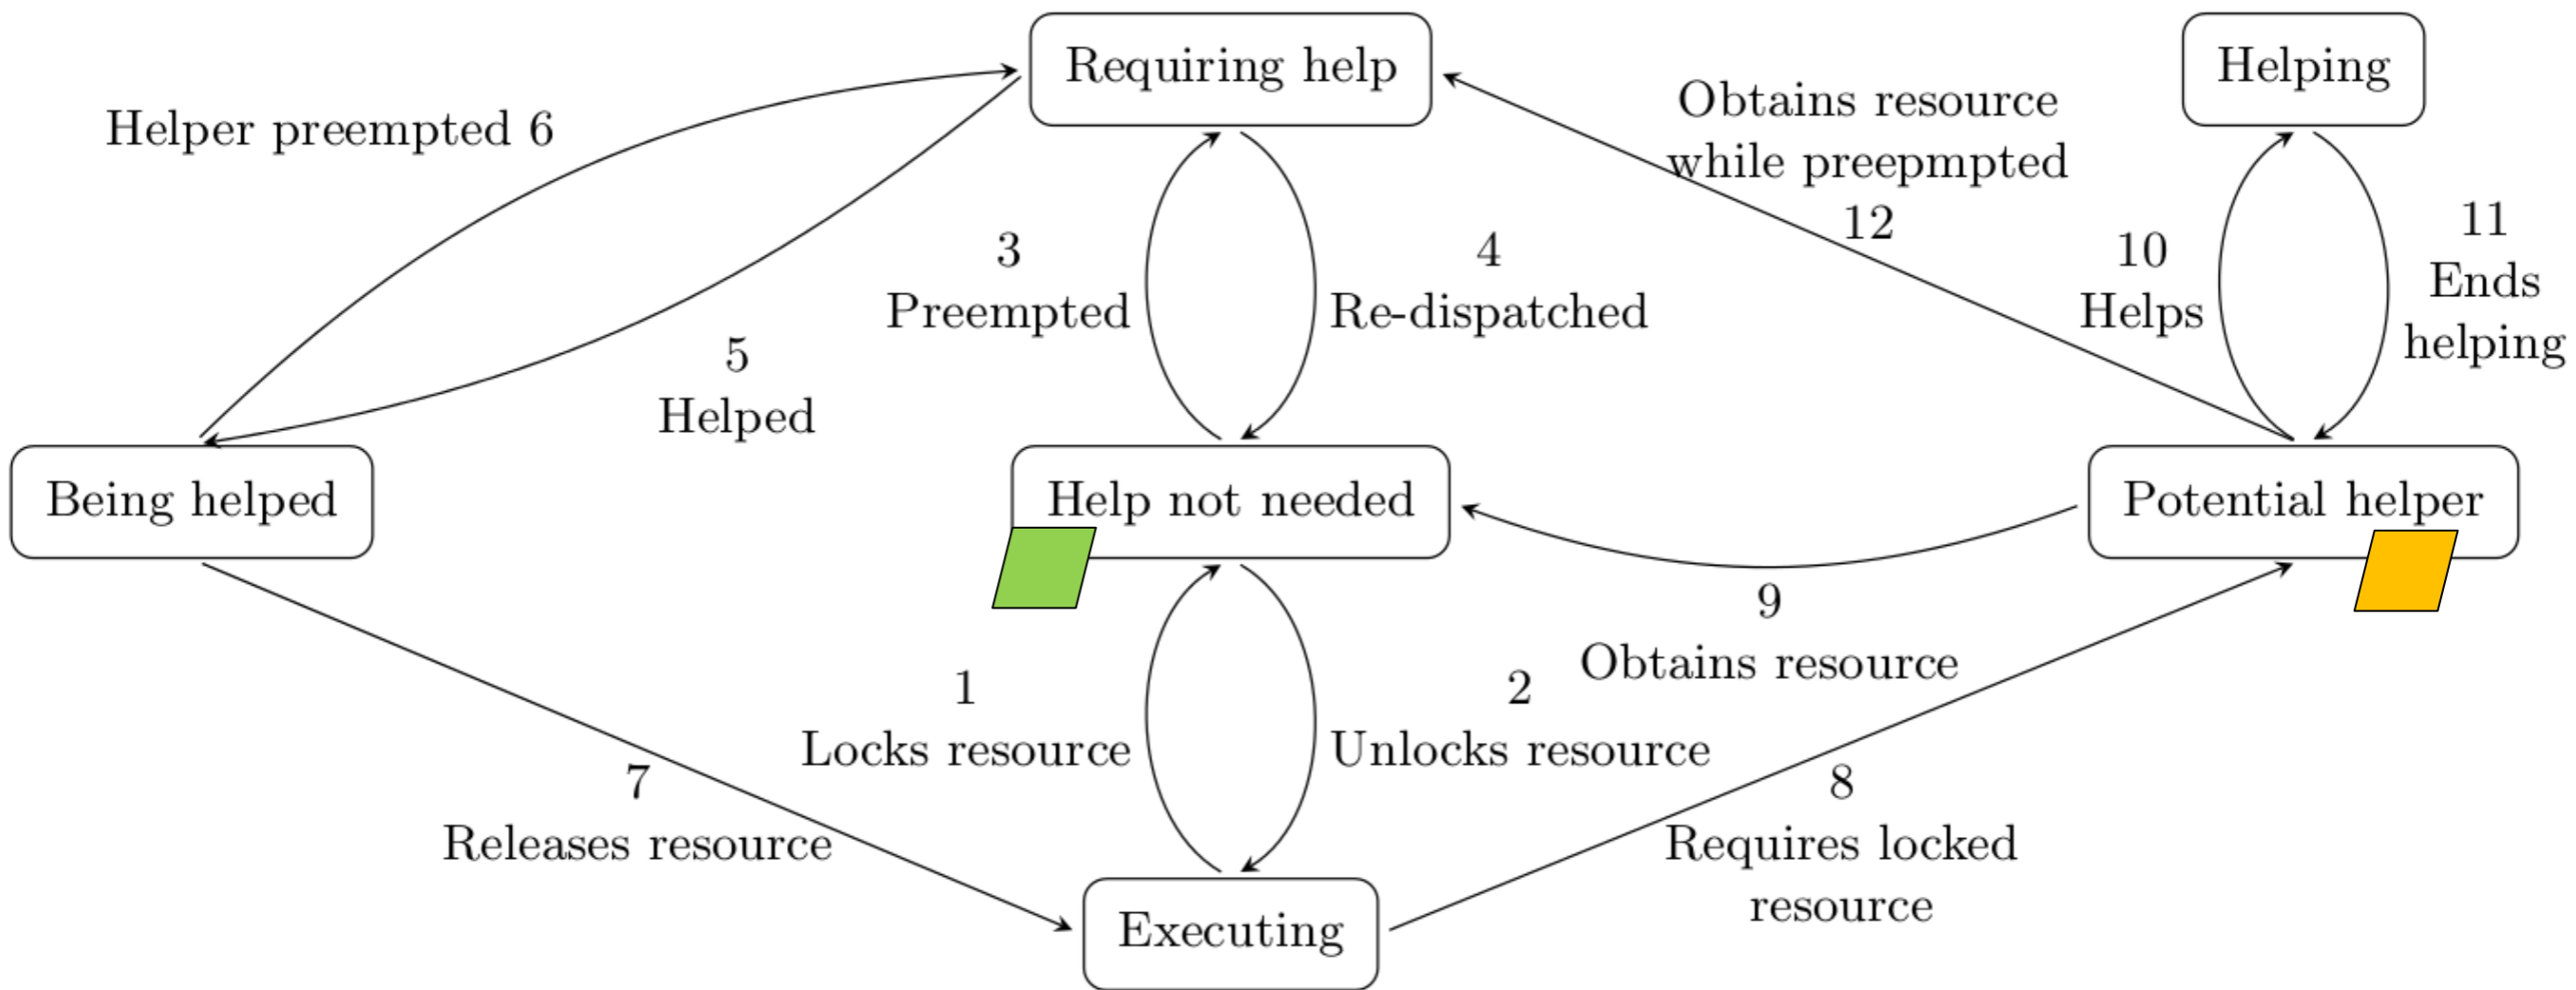 Requiring help
Helping
Helper preempted 6
Obtains resource
while preepmpted
12
3
Preempted
4
Re-dispatched
10
Helps
11
Ends
helping
5
Helped
Being helped
Help not needed
Potential helper
9
Obtains resource
1
Locks resource
2
Unlocks resource
7
Releases resource
8
Requires locked
resource
Executing